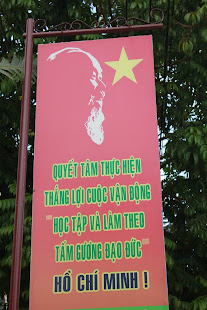 QUYẾT TÂM THỰC HIỆN
THẮNG LỢI CUỘC VẬN ĐỘNG
"HỌC TẬP VÀ LÀM THEO
TẤM GƯƠNG ĐẠO ĐỨC"
HỒ CHÍ MINH !